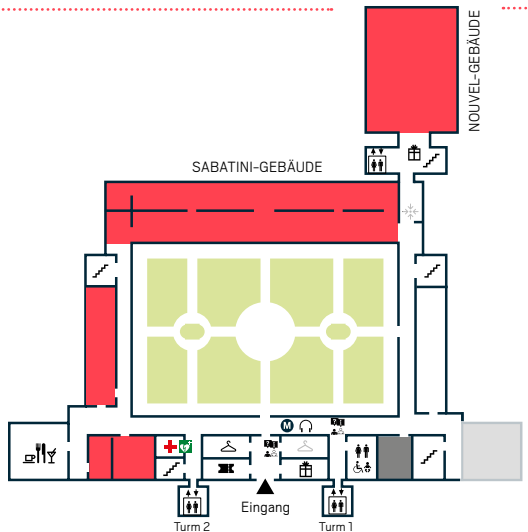 NOUVEL-GEBÄUDE
SABATINI-GEBÄUDE
M
Eingang
Turm 2
Turm 1